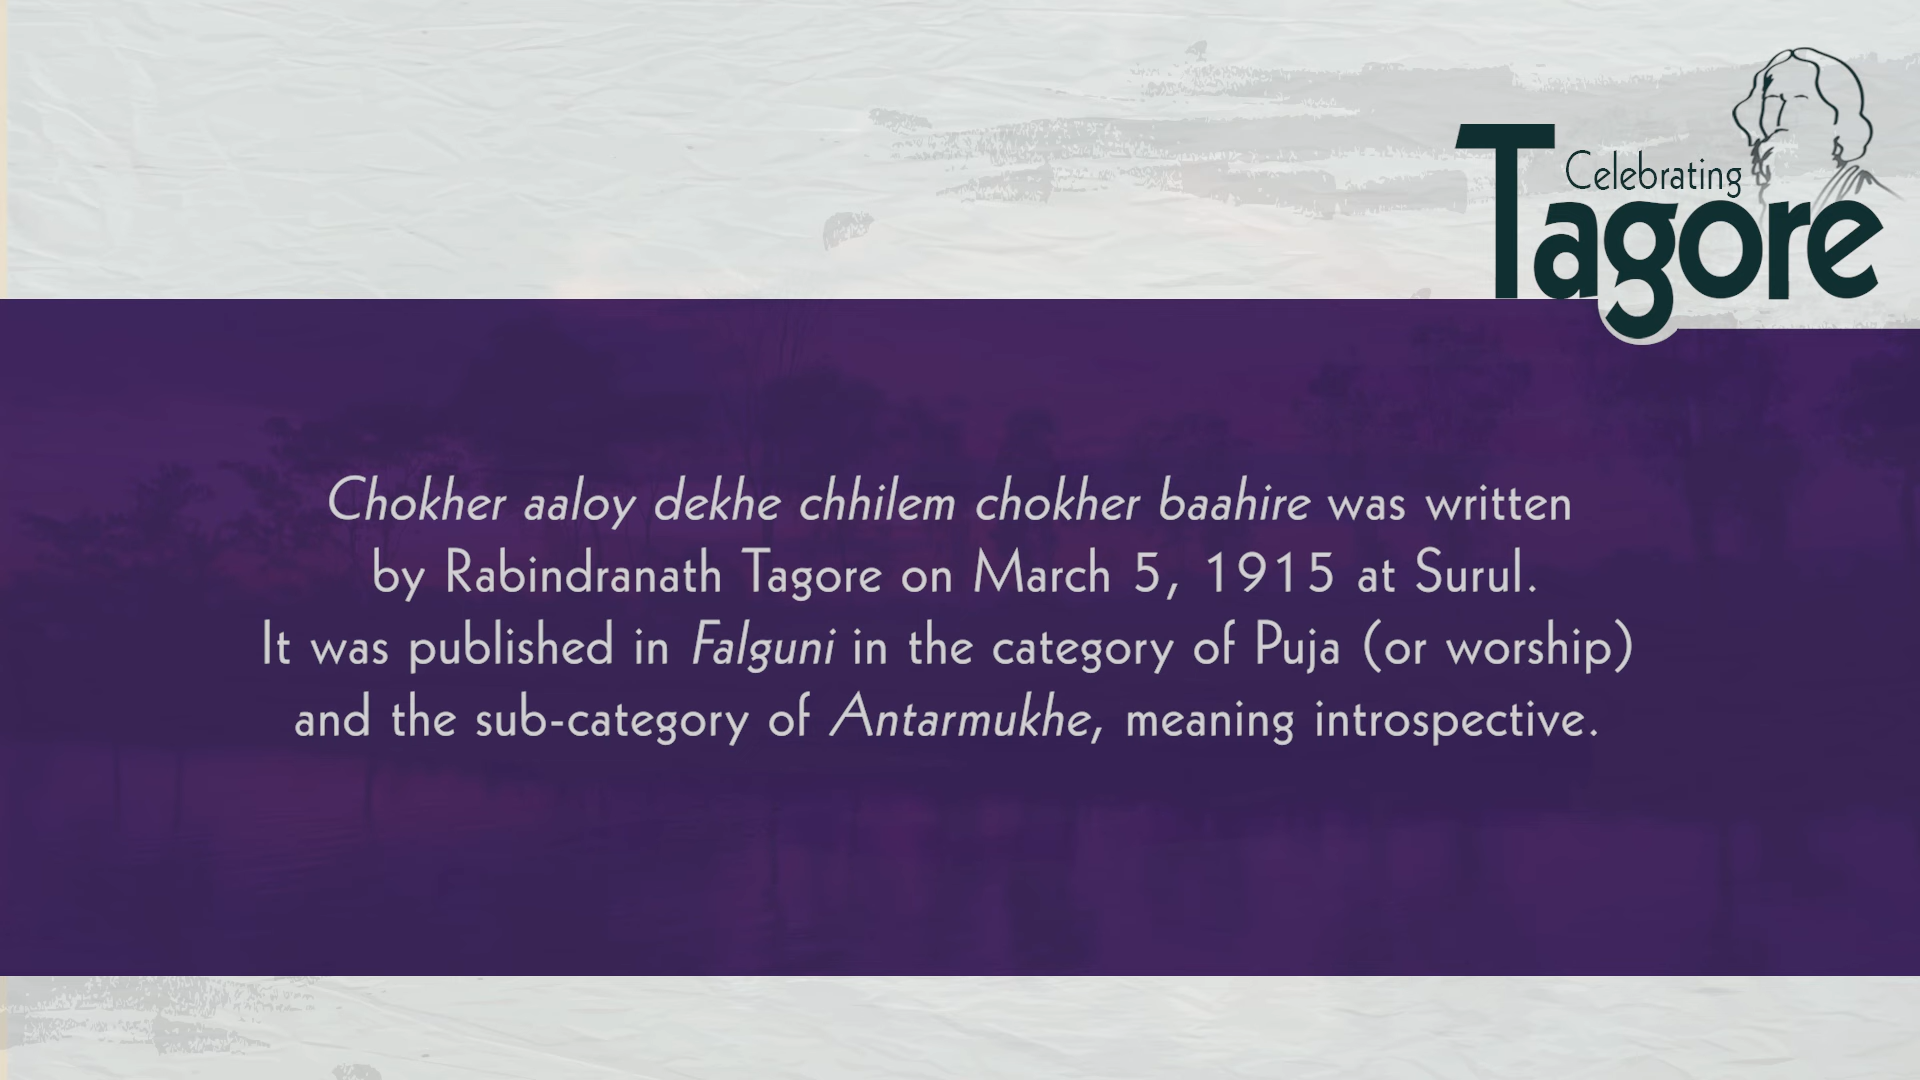 Celebrating
Tagore
Chokher aaloy dekhe chhilem chokher baahire was written
by Rabindranath Tagore on March 5, 1915 at Surul.
It was published in Falguni in the category of Puja (or worship)
and the sub-category of Antarmukhe, meaning introspective.